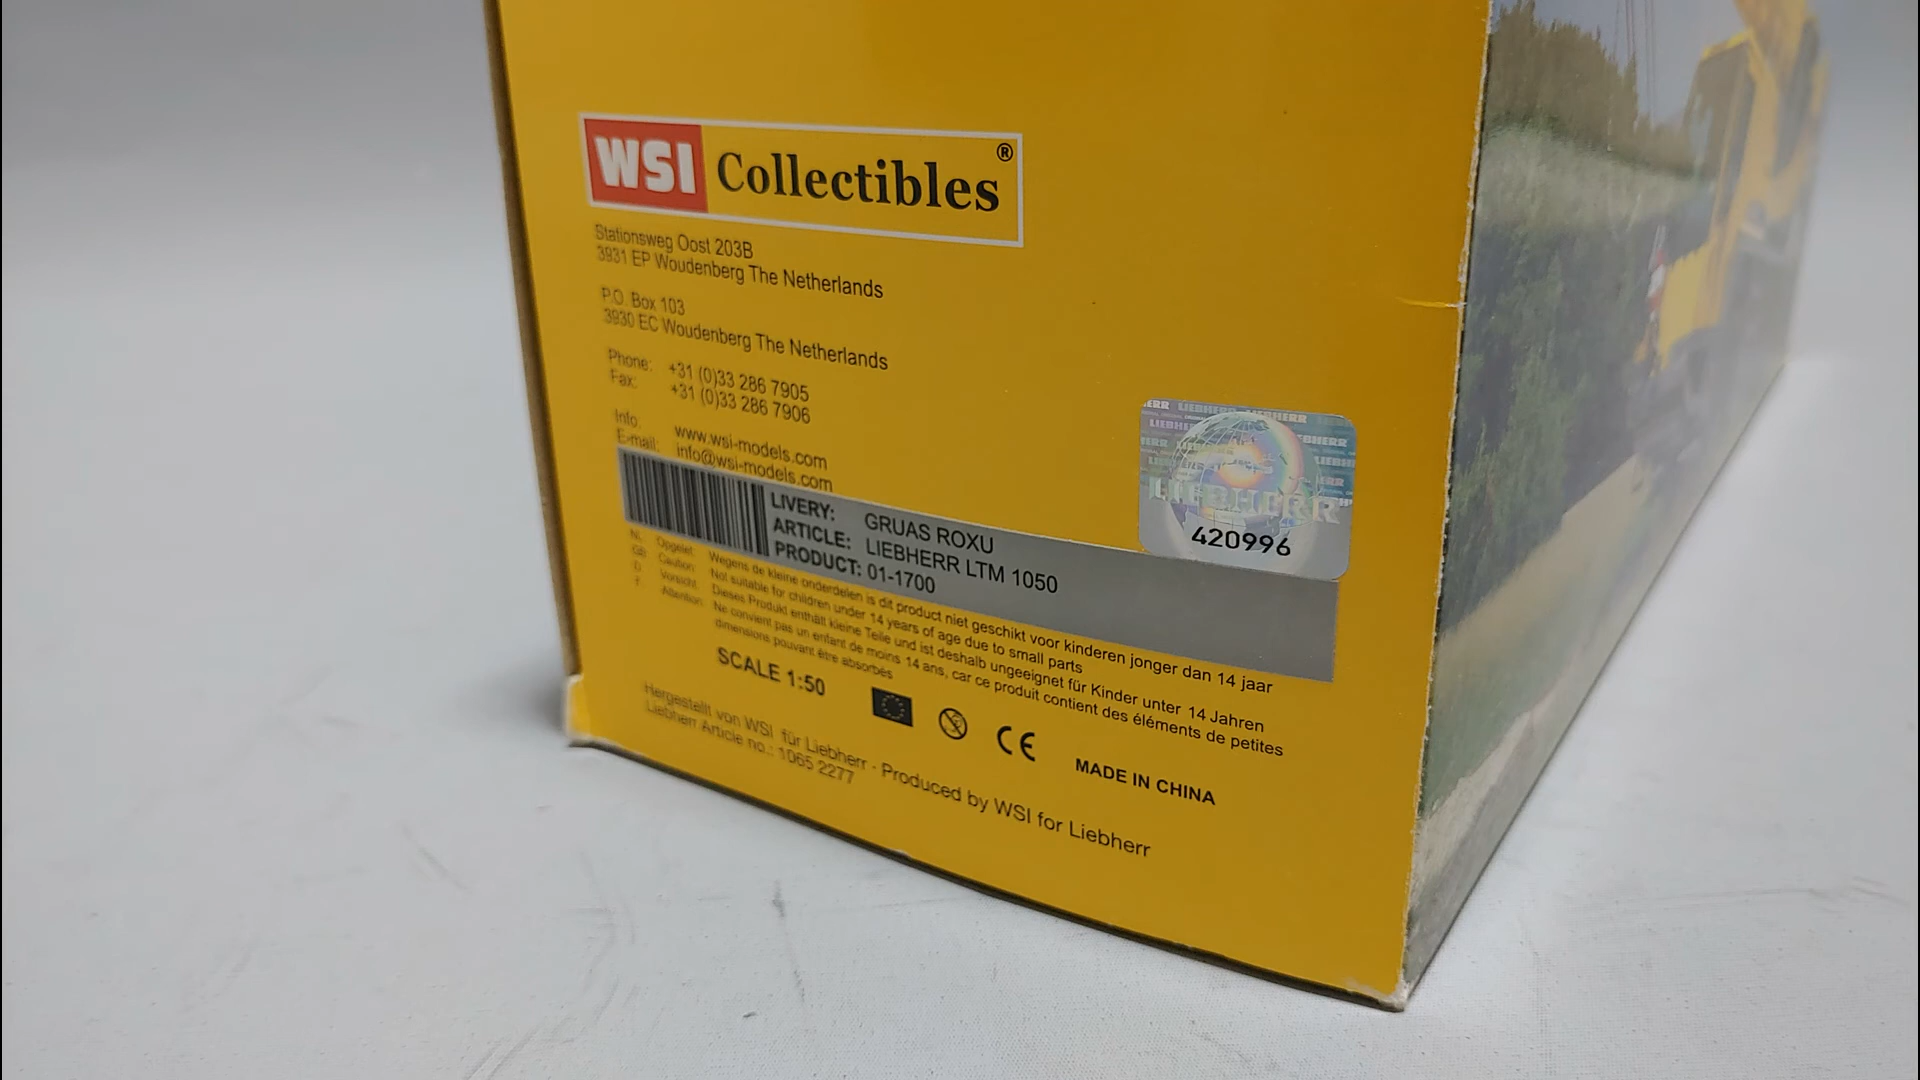 WSI Collectibles®
Stationsweg Oost 203B
3931 EP Woudenberg The Netherlands
P.O. Box 103
3930 EC Woudenberg The Netherlands
Phone: +31 (0)33 286 7905
Fax: +31 (0)33 286 7906
Info. www.wsi-models.com
E-mail: info@wsi-models.com
LIVERY: GRUAS ROXU
ARTICLE: LIEBHERR LTM 1050
PRODUCT: 01-1700
LIEBHERR
420996
NL Opgelet: Wegens de kleine onderdelen is dit product niet geschikt voor kinderen jonger dan 14 jaar
GB Caution: Not suitable for children under 14 years of age due to small parts
D Vorsicht: Dieses Produkt enthält kleine Teile und ist deshalb ungeeignet für Kinder unter 14 Jahren
F Attention: Ne convient pas un enfant de moins 14 ans, car ce produit contient des éléments de petites
dimensions pouvant être absorbés
SCALE 1:50
CE
MADE IN CHINA
Hergestellt von WSI für Liebherr · Produced by WSI for Liebherr
Liebherr Article no.: 1065 2277